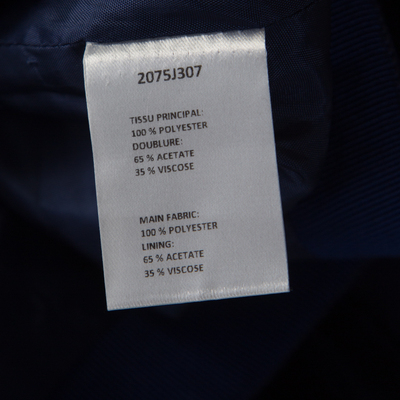 2075J307
TISSU PRINCIPAL:
100 % POLYESTER
DOUBLURE:
65 % ACETATE
35 % VISCOSE
MAIN FABRIC:
100 % POLYESTER
LINING:
65 % ACETATE
35 % VISCOSE